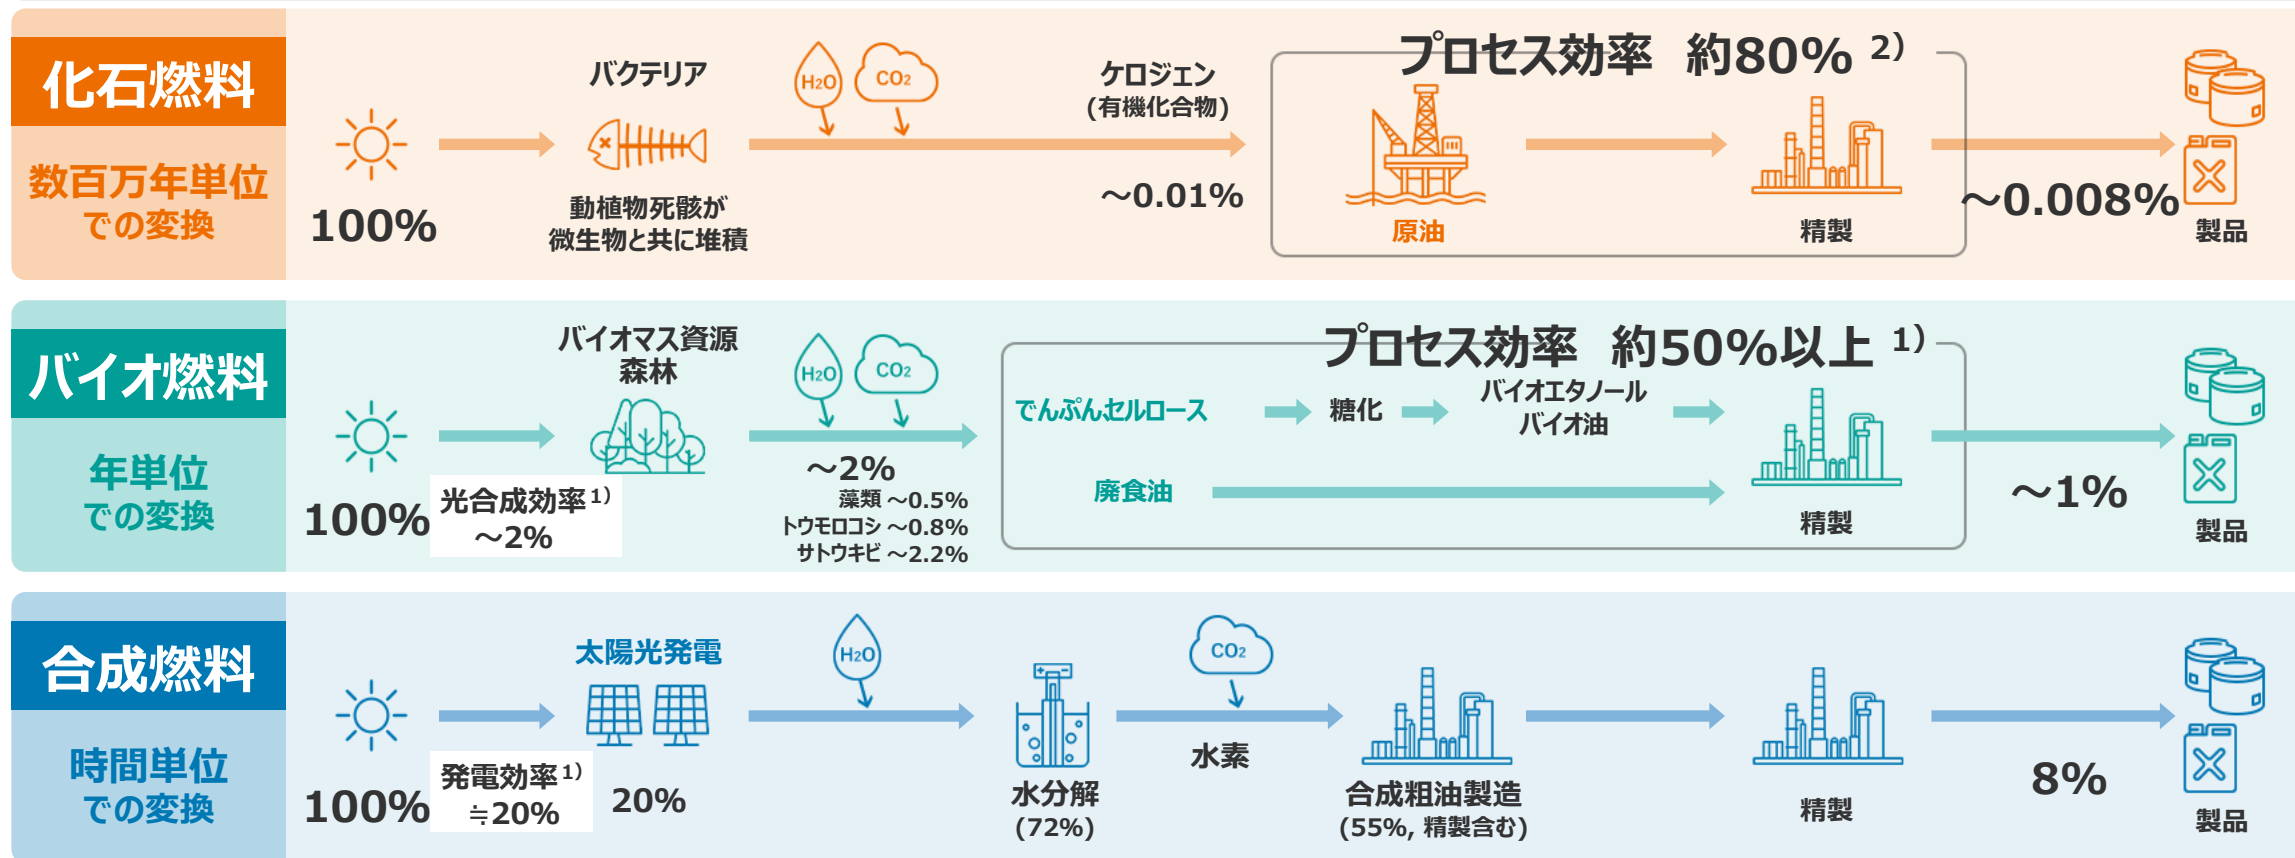 化石燃料
数百万年単位
での変換
100%
バクテリア
動植物死骸が
微生物と共に堆積
H2O
CO2
ケロジェン
(有機化合物)
～0.01%
プロセス効率 約80% 2)
原油
精製
～0.008%
製品
バイオ燃料
年単位
での変換
100%
光合成効率1)
～2%
バイオマス資源
森林
H2O
CO2
～2%
藻類 ～0.5%
トウモロコシ ～0.8%
サトウキビ ～2.2%
プロセス効率 約50%以上 1)
でんぷんセルロース
糖化
バイオエタノール
バイオ油
廃食油
精製
～1%
製品
合成燃料
時間単位
での変換
100%
発電効率1)
≒20%
太陽光発電
20%
H2O
水分解
(72%)
CO2
水素
合成粗油製造
(55%, 精製含む)
精製
8%
製品